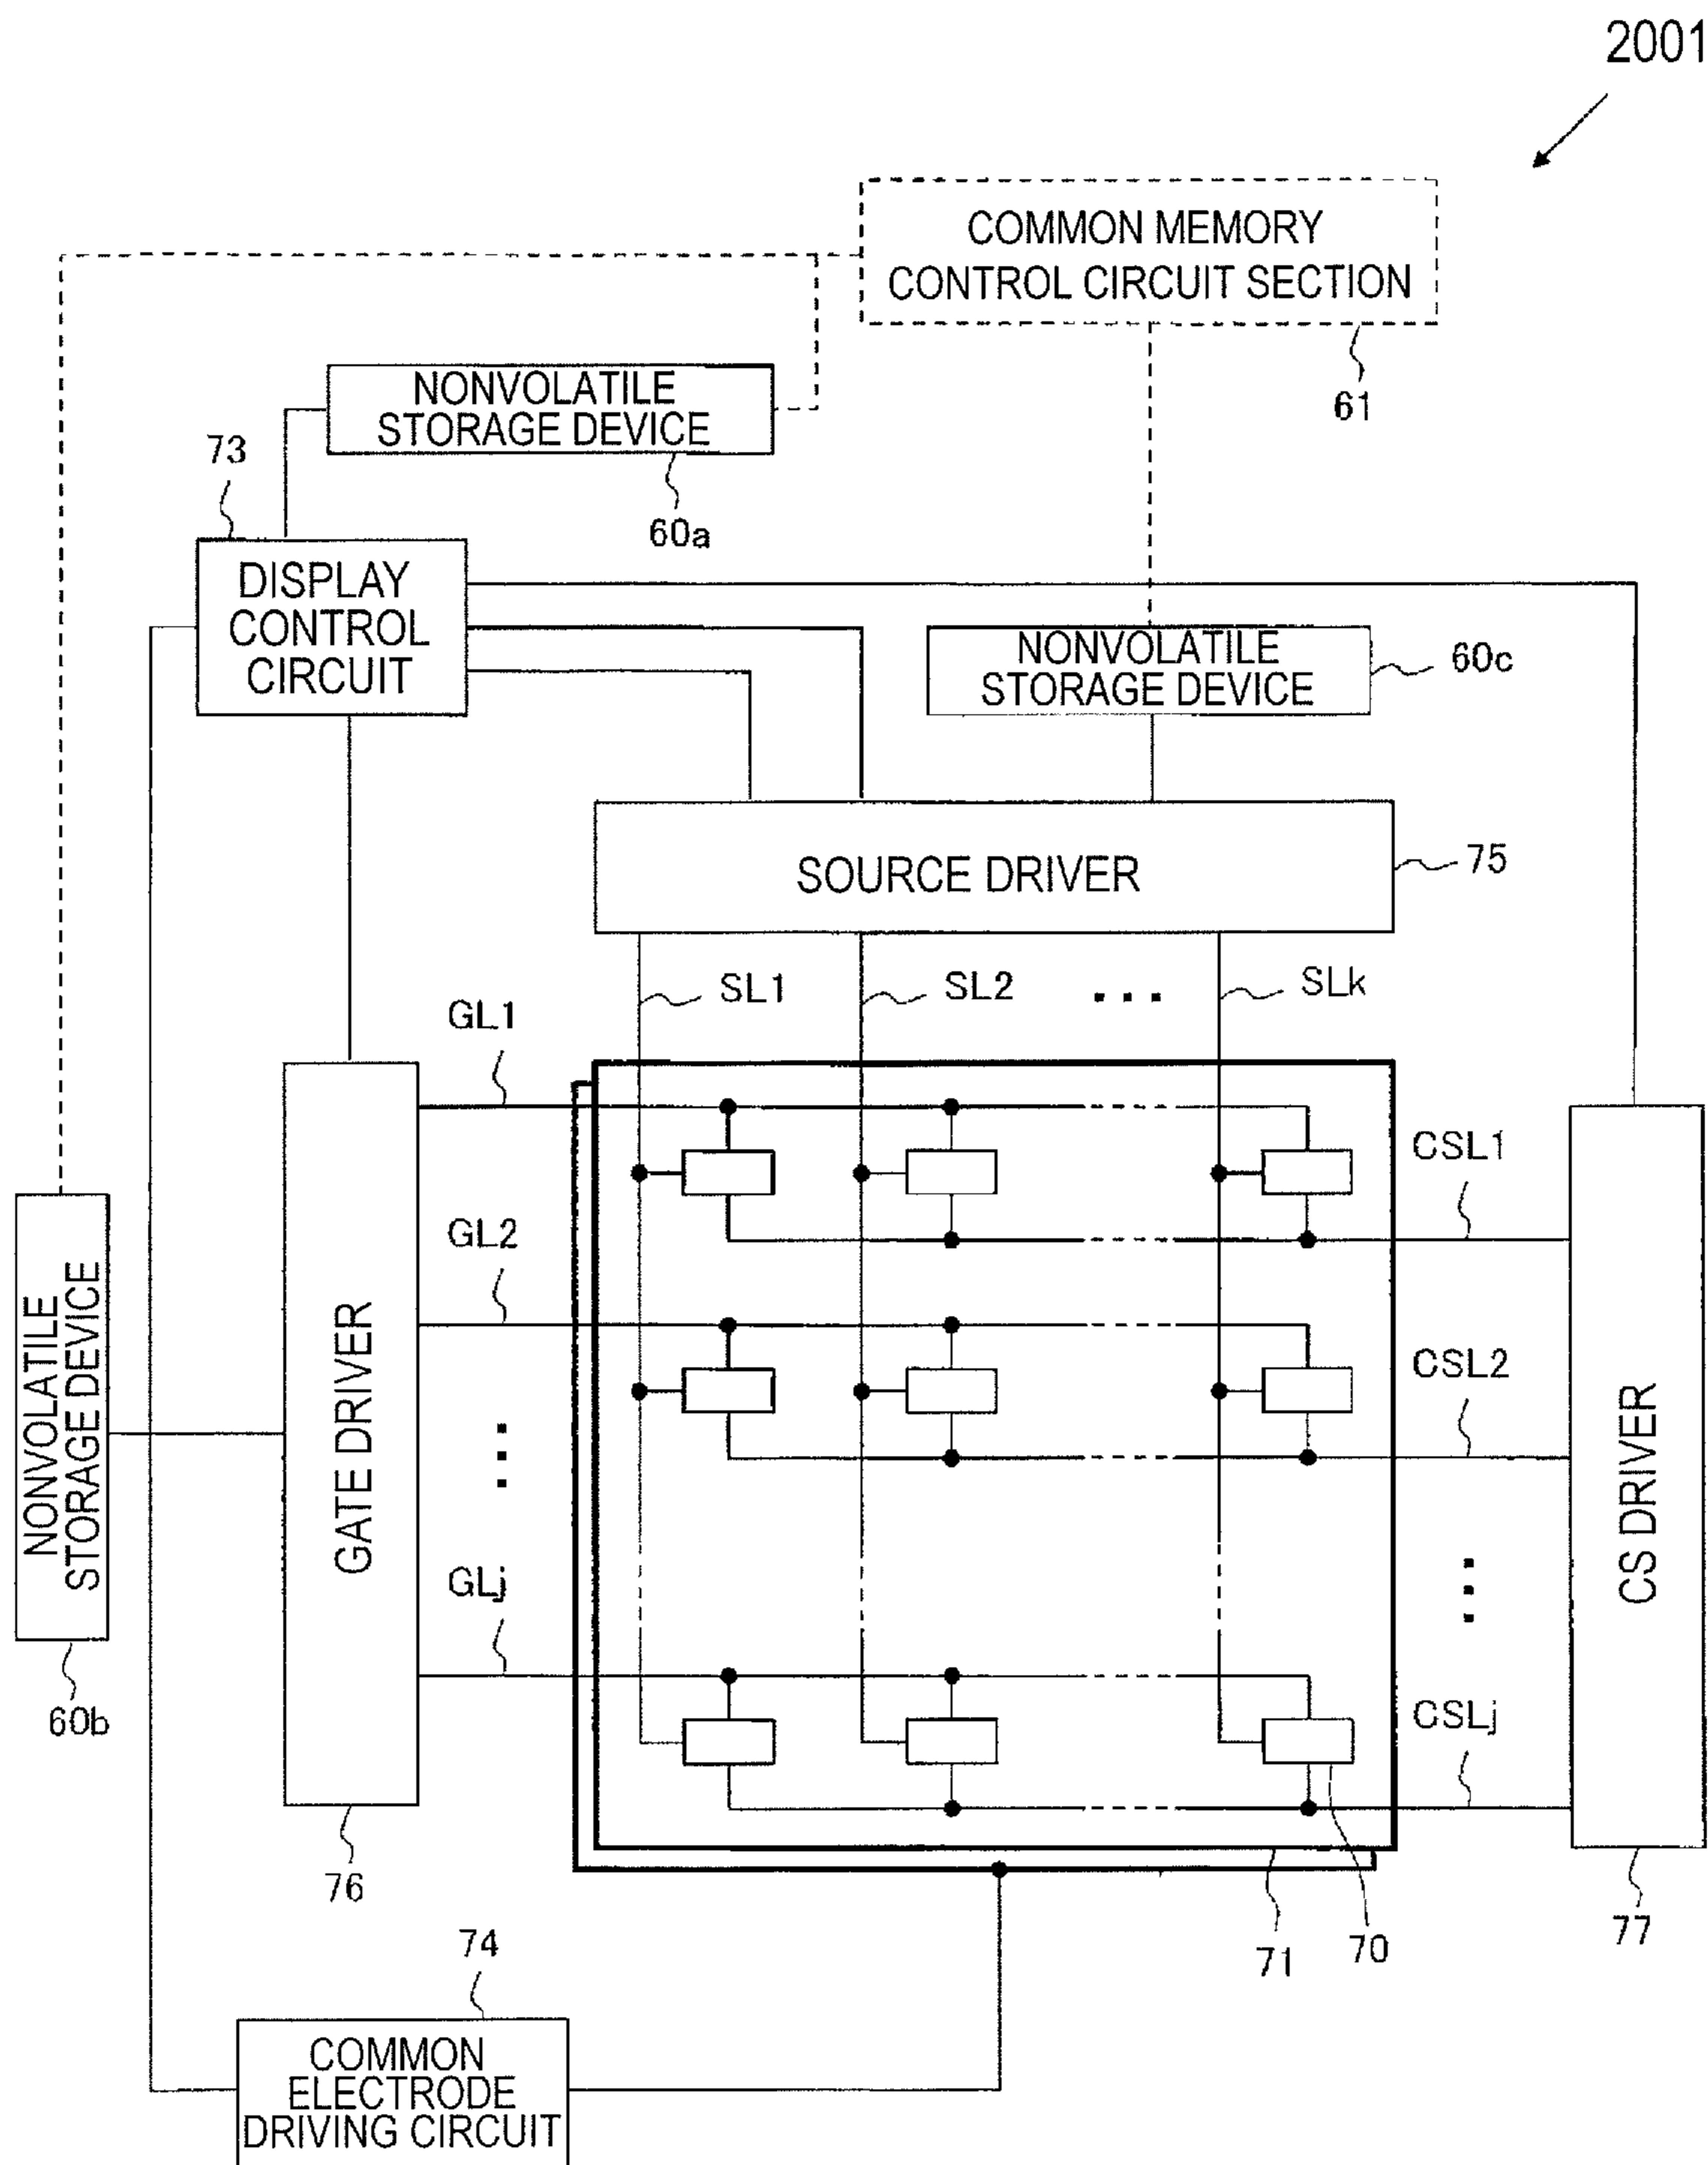 2001
COMMON MEMORY
CONTROL CIRCUIT SECTION
61
NONVOLATILE
STORAGE DEVICE
60a
73
DISPLAY
CONTROL
CIRCUIT
NONVOLATILE
STORAGE DEVICE
60c
SOURCE DRIVER
75
SL1
SL2
...
SLk
GL1
GL2
GLj
CSL1
CSL2
CSLj
NONVOLATILE
STORAGE DEVICE
60b
GATE DRIVER
76
CS DRIVER
77
71
70
74
COMMON
ELECTRODE
DRIVING CIRCUIT